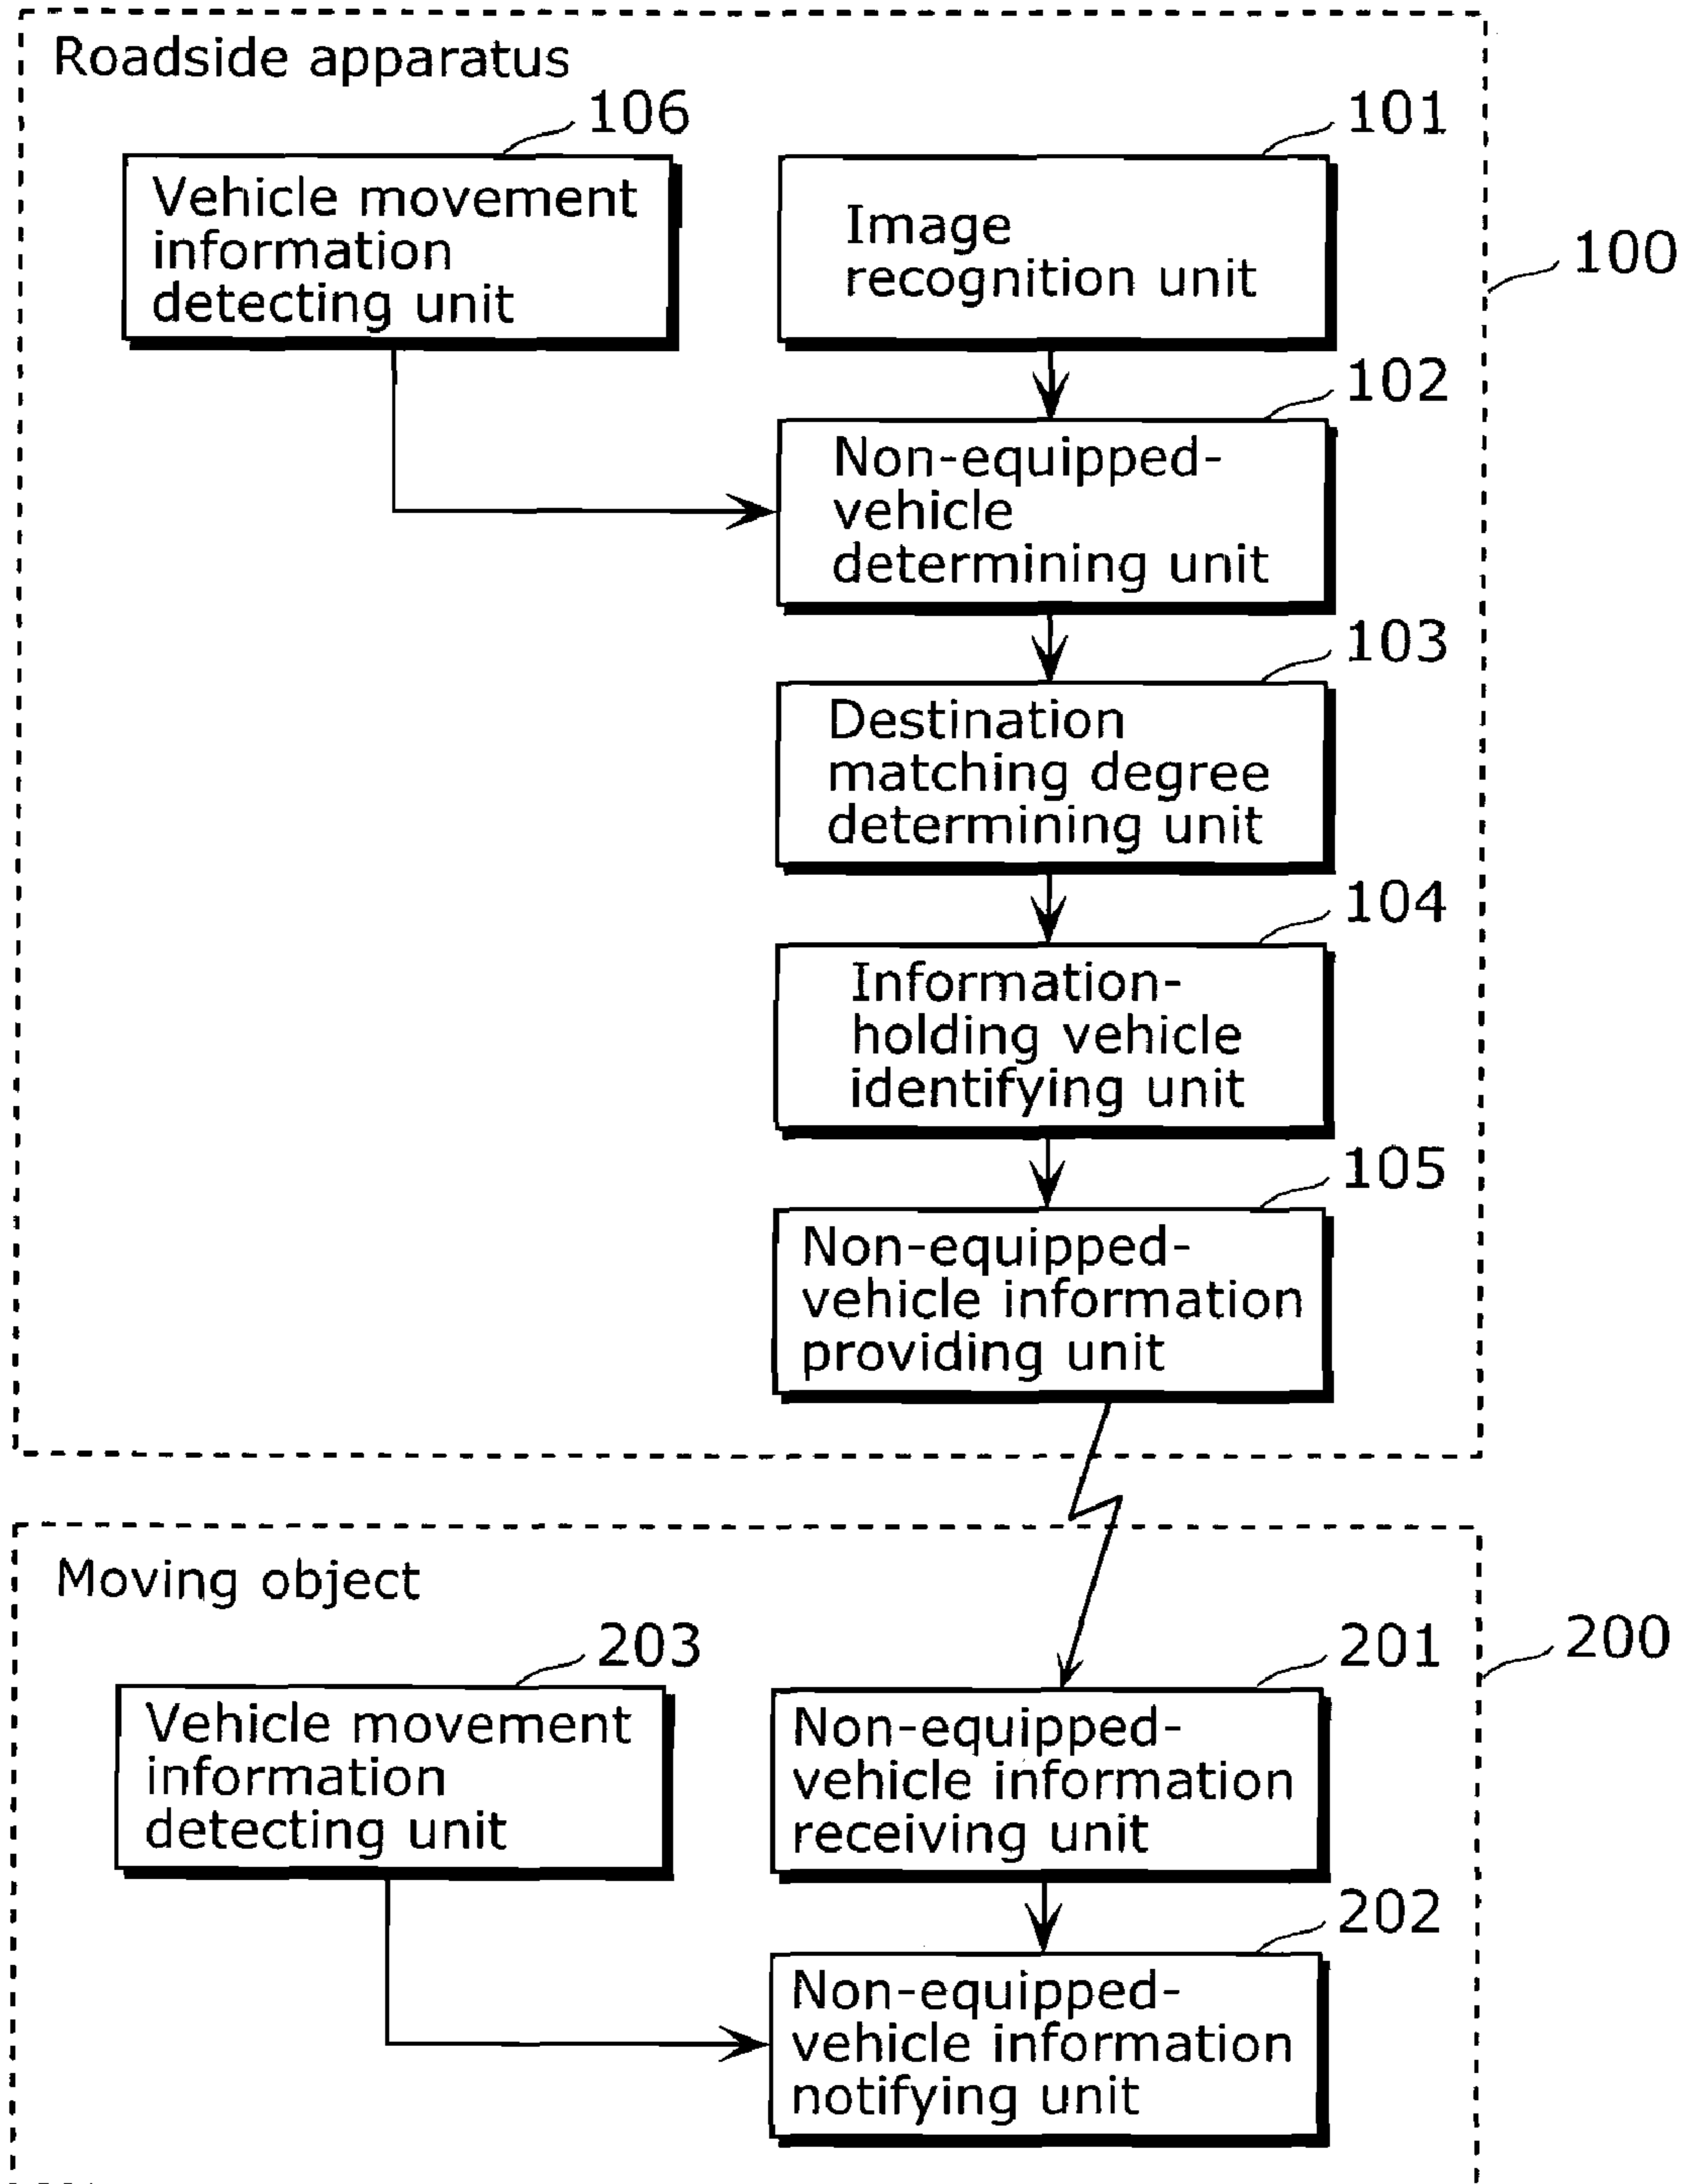 Roadside apparatus
106
101
Vehicle movement
information
detecting unit
Image
recognition unit
100
102
Non-equipped-
vehicle
determining unit
103
Destination
matching degree
determining unit
104
Information-
holding vehicle
identifying unit
105
Non-equipped-
vehicle information
providing unit
Moving object
203
201
200
Vehicle movement
information
detecting unit
Non-equipped-
vehicle information
receiving unit
202
Non-equipped-
vehicle information
notifying unit